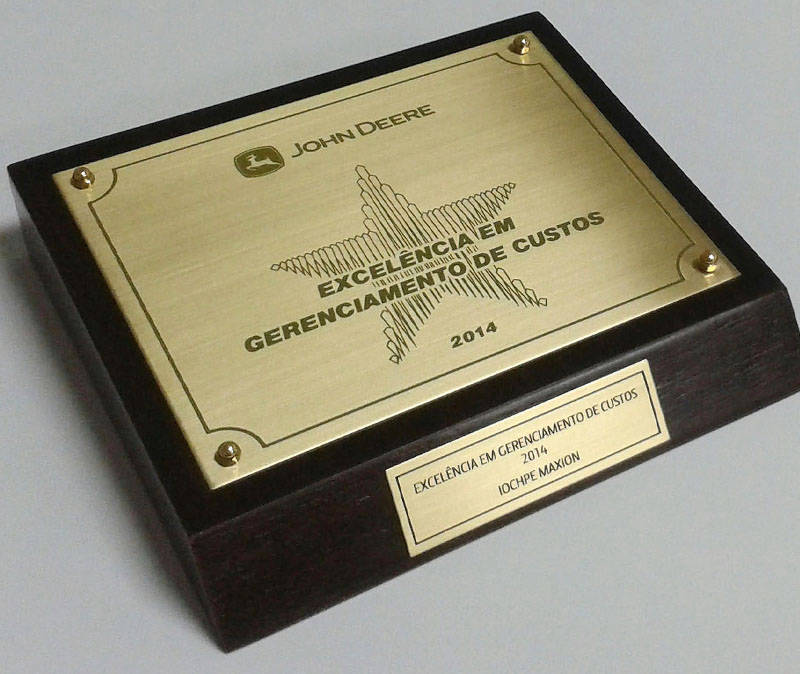 JOHN DEERE
EXCELÊNCIA EM
GERENCIAMENTO DE CUSTOS
2014
EXCELÊNCIA EM GERENCIAMENTO DE CUSTOS
2014
IOCHPE MAXION